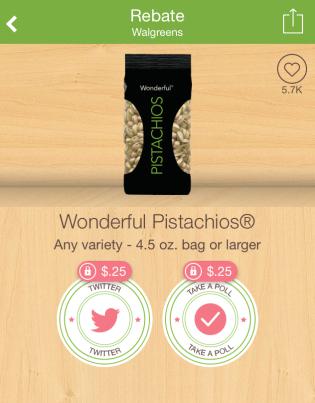 Rebate
Walgreens
5.7K
Wonderful™
PISTACHIOS
Wonderful Pistachios®
Any variety - 4.5 oz. bag or larger
$.25
$.25
TWITTER
TWITTER
TAKE A POLL
TAKE A POLL